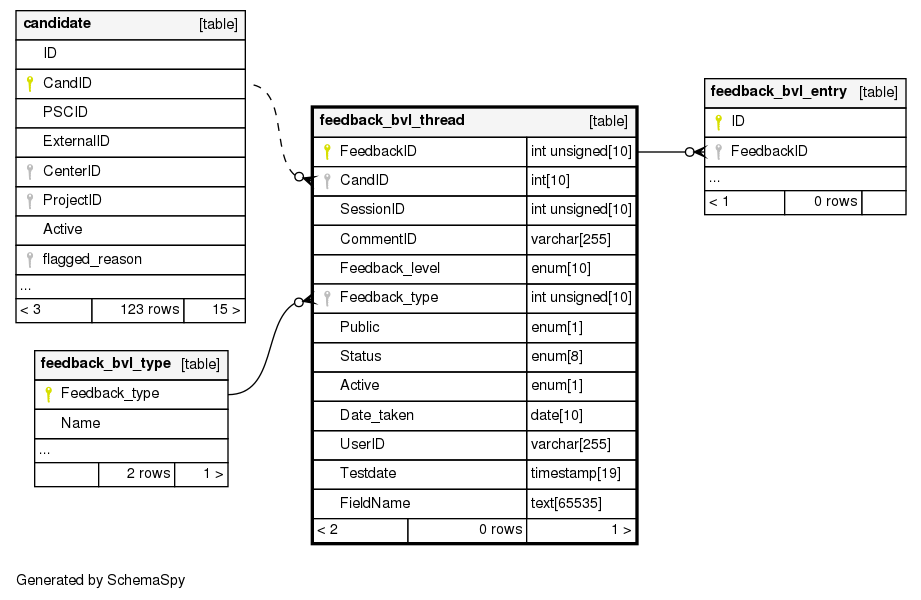 candidate [table]
ID
CandID
PSCID
ExternalID
CenterID
ProjectID
Active
flagged_reason
...
< 3 123 rows 15 >
feedback_bvl_type [table]
Feedback_type
Name
...
2 rows 1 >
feedback_bvl_thread [table]
FeedbackID int unsigned[10]
CandID int[10]
SessionID int unsigned[10]
CommentID varchar[255]
Feedback_level enum[10]
Feedback_type int unsigned[10]
Public enum[1]
Status enum[8]
Active enum[1]
Date_taken date[10]
UserID varchar[255]
Testdate timestamp[19]
FieldName text[65535]
< 2 0 rows 1 >
feedback_bvl_entry [table]
ID
FeedbackID
...
< 1 0 rows
Generated by SchemaSpy